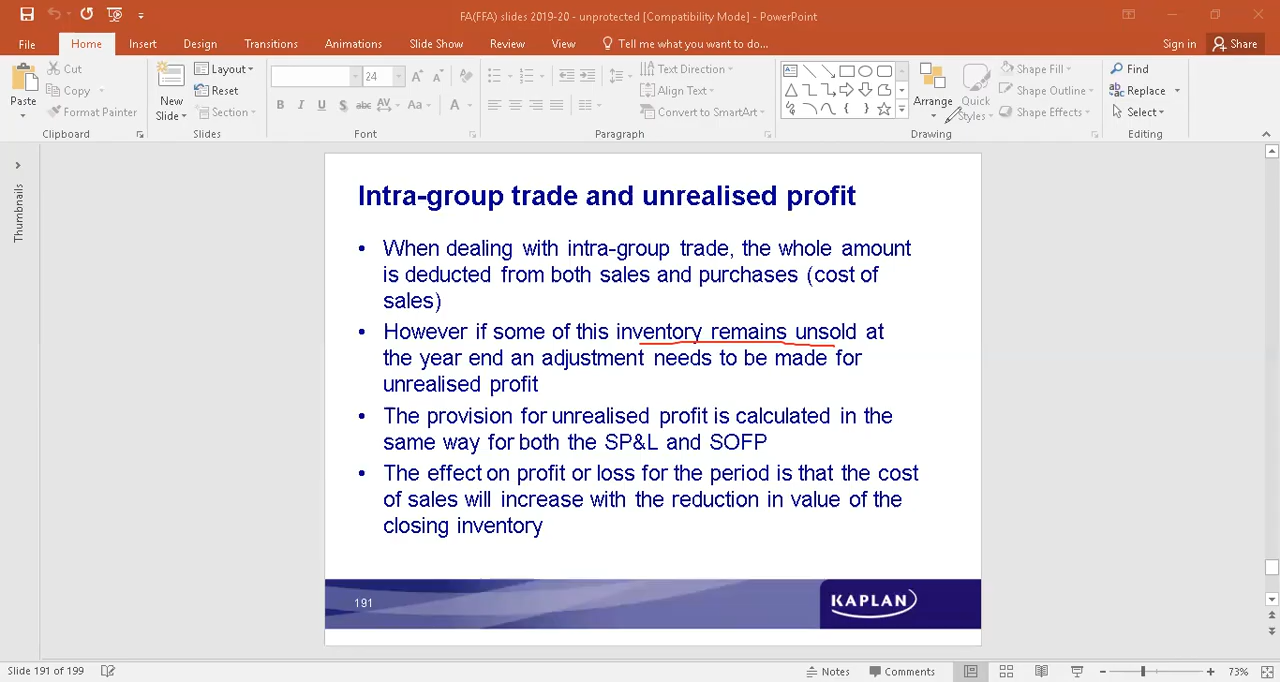 FA(FFA) slides 2019-20 - unprotected [Compatibility Mode] - PowerPoint
File Home Insert Design Transitions Animations Slide Show Review View Tell me what you want to do... Sign in Share
Paste
Cut
Copy
Format Painter
Clipboard
New Slide
Layout
Reset
Section
Slides
24
B I U S abc AV Aa A
Font
Text Direction
Align Text
Convert to SmartArt
Paragraph
Arrange
Quick Styles
Shape Fill
Shape Outline
Shape Effects
Drawing
Find
Replace
Select
Editing
Thumbnails
Intra-group trade and unrealised profit
• When dealing with intra-group trade, the whole amount
is deducted from both sales and purchases (cost of
sales)
• However if some of this inventory remains unsold at
the year end an adjustment needs to be made for
unrealised profit
• The provision for unrealised profit is calculated in the
same way for both the SP&L and SOFP
• The effect on profit or loss for the period is that the cost
of sales will increase with the reduction in value of the
closing inventory
191
KAPLAN
Slide 191 of 199
Notes
Comments
73%